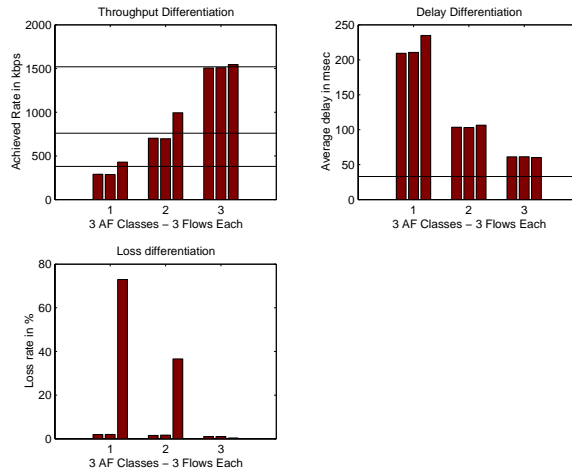 Throughput Differentiation
Achieved Rate in kbps
2000
1500
1000
500
0
1 2 3
3 AF Classes – 3 Flows Each
Delay Differentiation
Average delay in msec
250
200
150
100
50
0
1 2 3
3 AF Classes – 3 Flows Each
Loss differentiation
Loss rate in %
80
60
40
20
0
1 2 3
3 AF Classes – 3 Flows Each